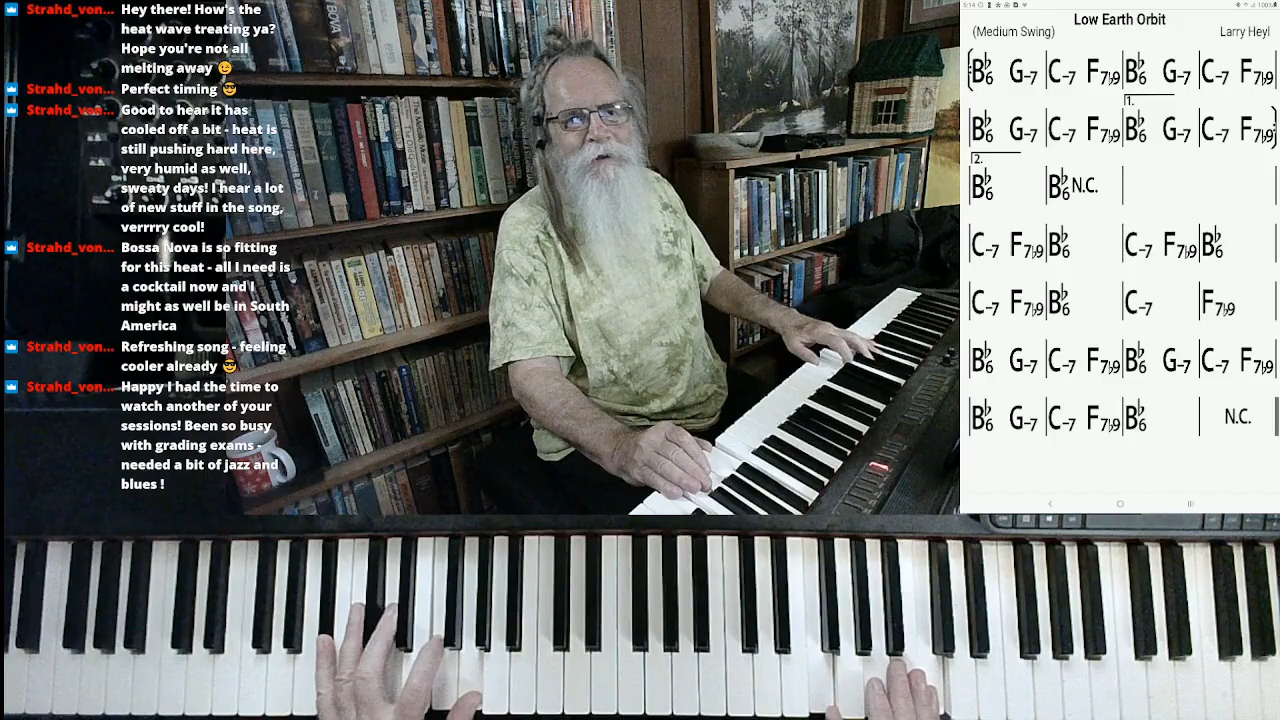 Strahd_von... Hey there! How's the
heat wave treating ya?
Hope you're not all
melting away 😉
Strahd_von... Perfect timing 😎
Strahd_von... Good to hear it has
cooled off a bit - heat is
still pushing hard here,
very humid as well,
sweaty days! I hear a lot
of new stuff in the song,
verrrry cool!
Strahd_von... Bossa Nova is so fitting
for this heat - all I need is
a cocktail now and I
might as well be in South
America
Strahd_von... Refreshing song - feeling
cooler already 😎
Strahd_von... Happy I had the time to
watch another of your
sessions! Been so busy
with grading exams -
needed a bit of jazz and
blues !
5:14 100%
Low Earth Orbit
(Medium Swing) Larry Heyl
B♭6 G-7 C-7 F7♭9 B♭6 G-7 C-7 F7♭9
1.
B♭6 G-7 C-7 F7♭9 B♭6 G-7 C-7 F7♭9
2.
B♭6 B♭6 N.C.
C-7 F7♭9 B♭6 C-7 F7♭9 B♭6
C-7 F7♭9 B♭6 C-7 F7♭9
B♭6 G-7 C-7 F7♭9 B♭6 G-7 C-7 F7♭9
B♭6 G-7 C-7 F7♭9 B♭6 N.C.